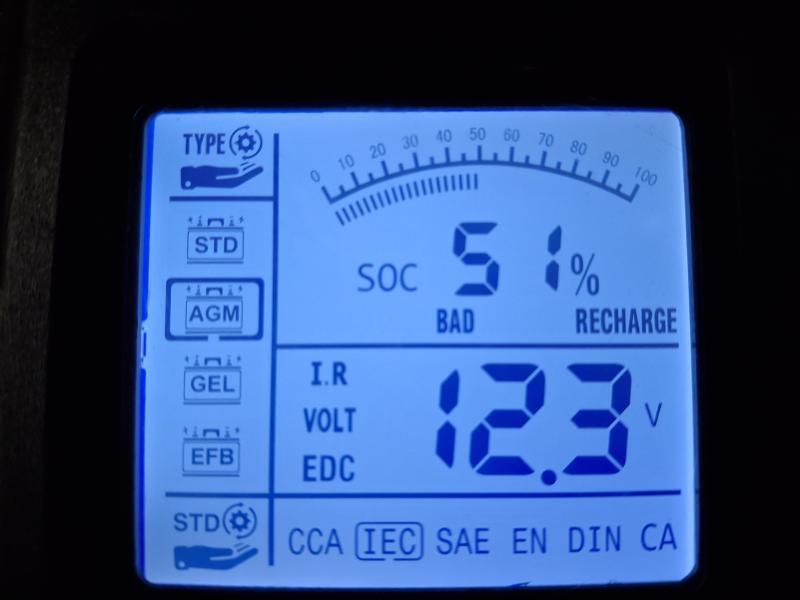 TYPE
0 10 20 30 40 50 60 70 80 90 100
STD
SOC 51%
AGM
BAD RECHARGE
GEL
I.R
VOLT 12.3 V
EFB
EDC
STD
CCA IEC SAE EN DIN CA